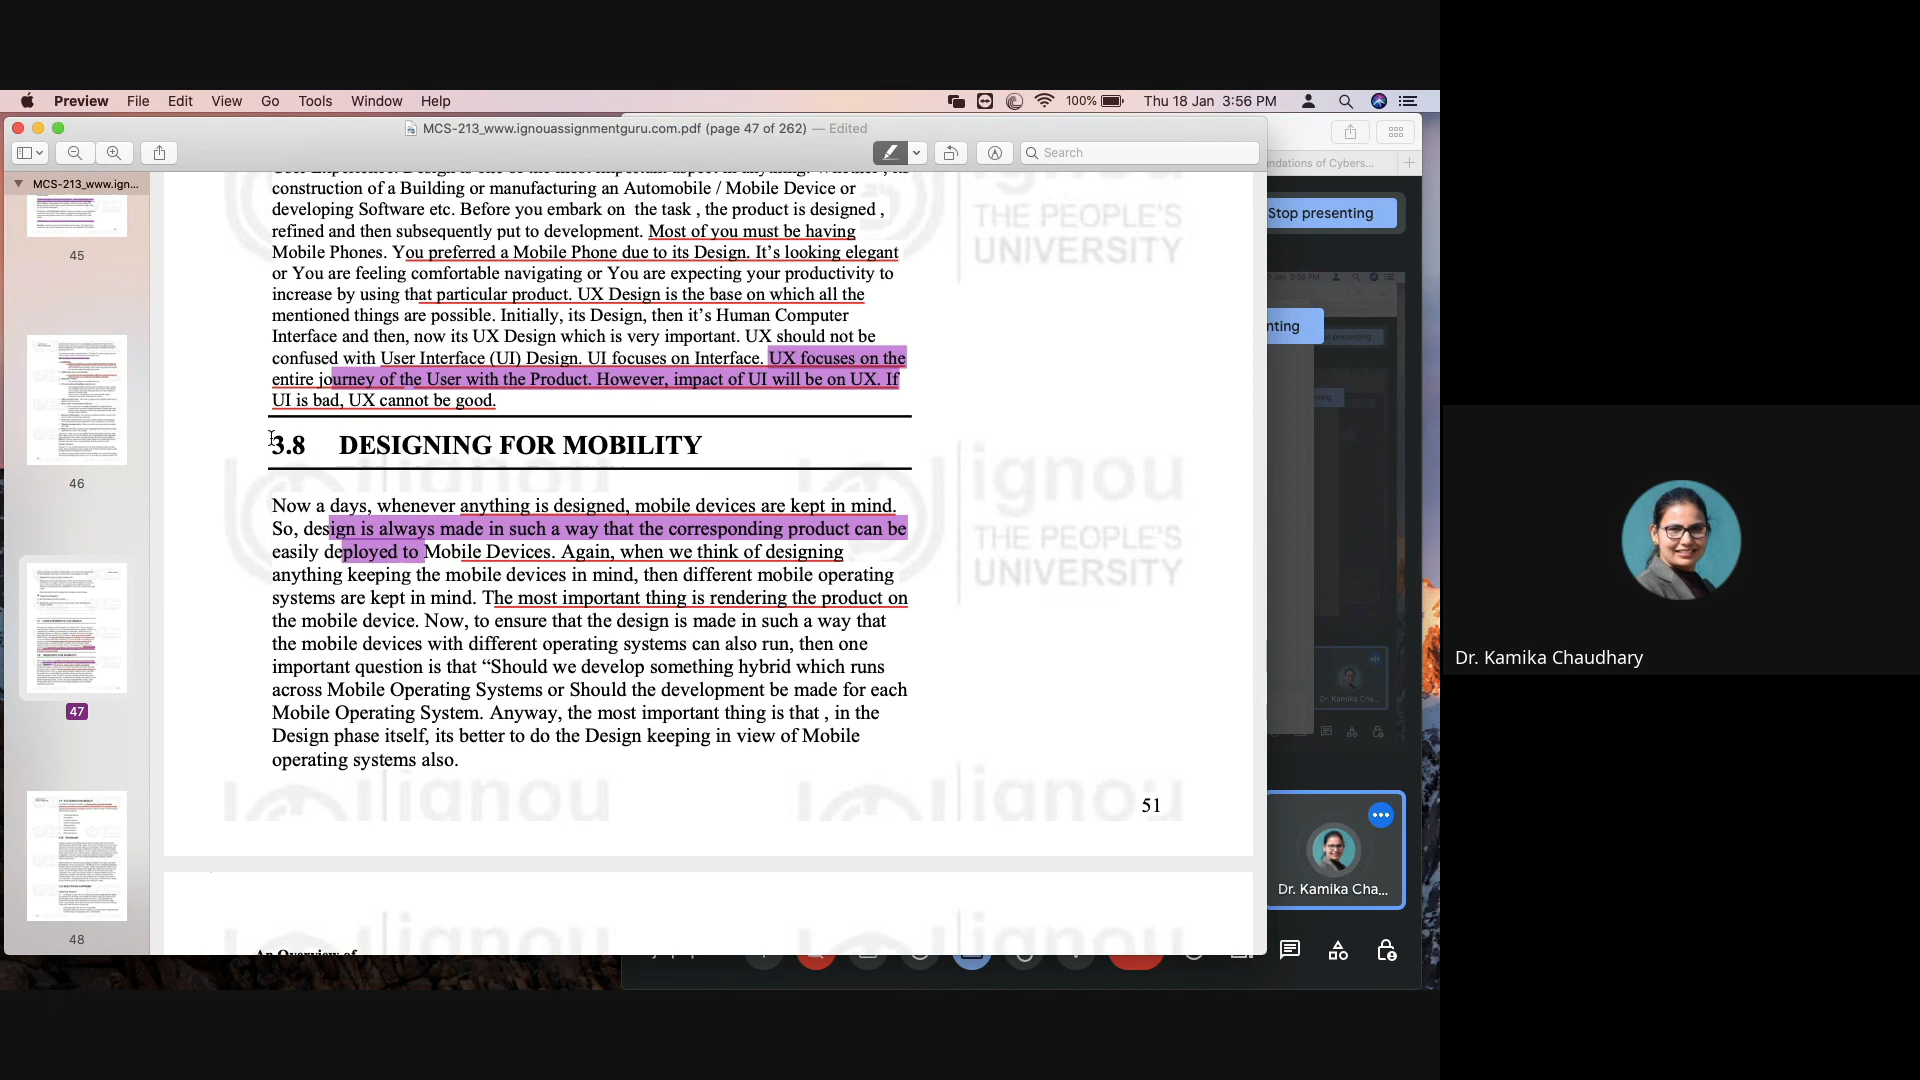 Preview File Edit View Go Tools Window Help
100% Thu 18 Jan 3:56 PM
MCS-213_www.ignouassignmentguru.com.pdf (page 47 of 262) — Edited
Search
MCS-213_www.ign...
45
46
47
48
construction of a Building or manufacturing an Automobile / Mobile Device or
developing Software etc. Before you embark on the task , the product is designed ,
refined and then subsequently put to development. Most of you must be having
Mobile Phones. You preferred a Mobile Phone due to its Design. It’s looking elegant
or You are feeling comfortable navigating or You are expecting your productivity to
increase by using that particular product. UX Design is the base on which all the
mentioned things are possible. Initially, its Design, then it’s Human Computer
Interface and then, now its UX Design which is very important. UX should not be
confused with User Interface (UI) Design. UI focuses on Interface. UX focuses on the
entire journey of the User with the Product. However, impact of UI will be on UX. If
UI is bad, UX cannot be good.
3.8 DESIGNING FOR MOBILITY
Now a days, whenever anything is designed, mobile devices are kept in mind.
So, design is always made in such a way that the corresponding product can be
easily deployed to Mobile Devices. Again, when we think of designing
anything keeping the mobile devices in mind, then different mobile operating
systems are kept in mind. The most important thing is rendering the product on
the mobile device. Now, to ensure that the design is made in such a way that
the mobile devices with different operating systems can also run, then one
important question is that “Should we develop something hybrid which runs
across Mobile Operating Systems or Should the development be made for each
Mobile Operating System. Anyway, the most important thing is that , in the
Design phase itself, its better to do the Design keeping in view of Mobile
operating systems also.
51
An Overview of
ignou
THE PEOPLE'S
UNIVERSITY
ignou
THE PEOPLE'S
UNIVERSITY
ndations of Cybers...
Stop presenting
nting
Dr. Kamika Cha...
Dr. Kamika Cha...
Dr. Kamika Chaudhary